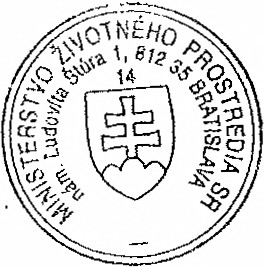 MINISTERSTVO ŽIVOTNÉHO PROSTREDIA SR
nám. Ľudovíta Štúra 1, 812 35 BRATISLAVA
14